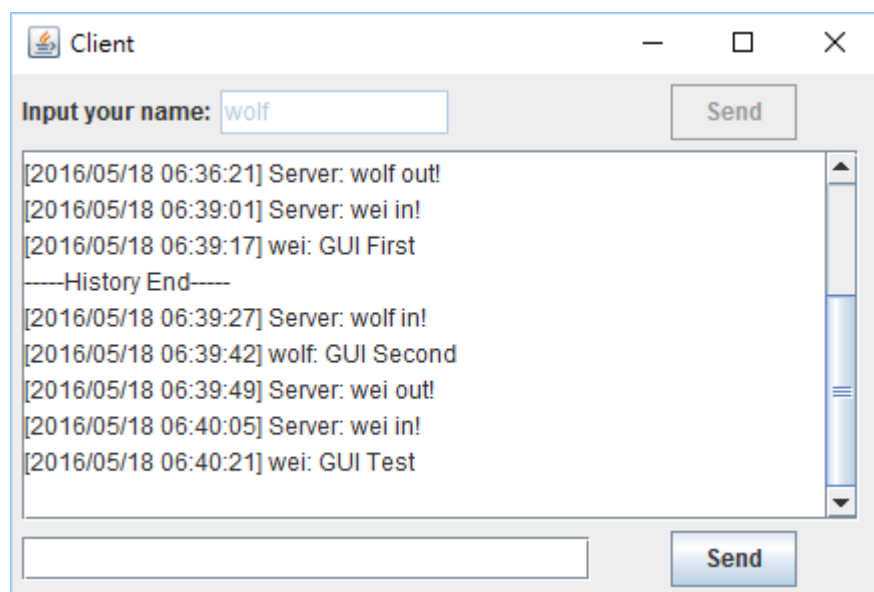 Client
Input your name: wolf Send
[2016/05/18 06:36:21] Server: wolf out!
[2016/05/18 06:39:01] Server: wei in!
[2016/05/18 06:39:17] wei: GUI First
-----History End-----
[2016/05/18 06:39:27] Server: wolf in!
[2016/05/18 06:39:42] wolf: GUI Second
[2016/05/18 06:39:49] Server: wei out!
[2016/05/18 06:40:05] Server: wei in!
[2016/05/18 06:40:21] wei: GUI Test
Send